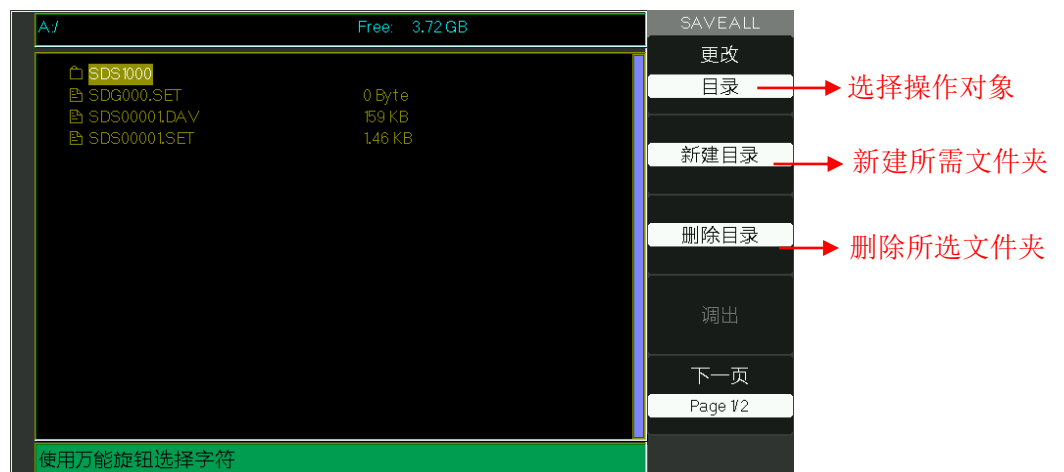 A:/ Free: 3.72 GB
SDS1000
SDG000.SET 0 Byte
SDS00001.DAV 159 KB
SDS00001.SET 1.46 KB
使用万能旋钮选择字符
SAVEALL
更改
目录
新建目录
删除目录
调出
下一页
Page 1/2
选择操作对象
新建所需文件夹
删除所选文件夹